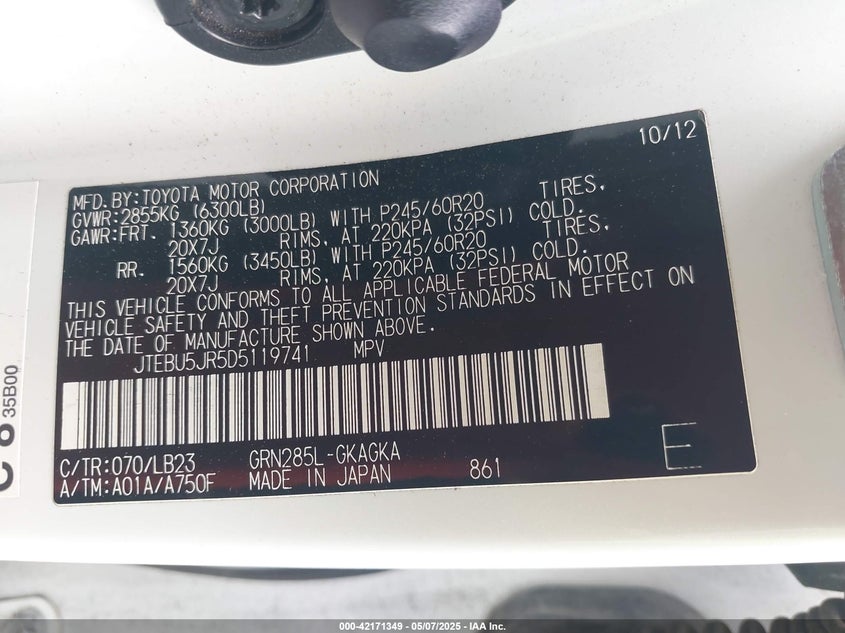 10/12
MFD.BY:TOYOTA MOTOR CORPORATION
GVWR:2855KG (6300LB)
GAWR:FRT. 1360KG (3000LB) WITH P245/60R20 TIRES,
20X7J RIMS, AT 220KPA (32PSI) COLD.
RR. 1560KG (3450LB) WITH P245/60R20 TIRES,
20X7J RIMS, AT 220KPA (32PSI) COLD.
THIS VEHICLE CONFORMS TO ALL APPLICABLE FEDERAL MOTOR
VEHICLE SAFETY AND THEFT PREVENTION STANDARDS IN EFFECT ON
THE DATE OF MANUFACTURE SHOWN ABOVE.
JTEBU5JR5D5119741 MPV
C/TR:070/LB23 GRN285L-GKAGKA
A/TM:A01A/A750F MADE IN JAPAN 861
E
35B00
000-42171349 - 05/07/2025 - IAA Inc.